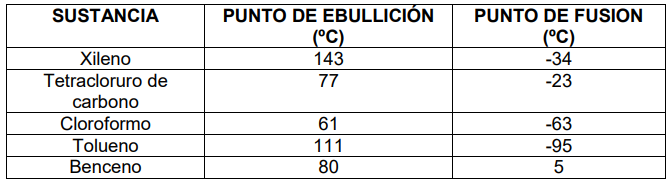 SUSTANCIA PUNTO DE EBULLICIÓN PUNTO DE FUSION
(ºC) (ºC)
Xileno 143 -34
Tetracloruro de 77 -23
carbono
Cloroformo 61 -63
Tolueno 111 -95
Benceno 80 5